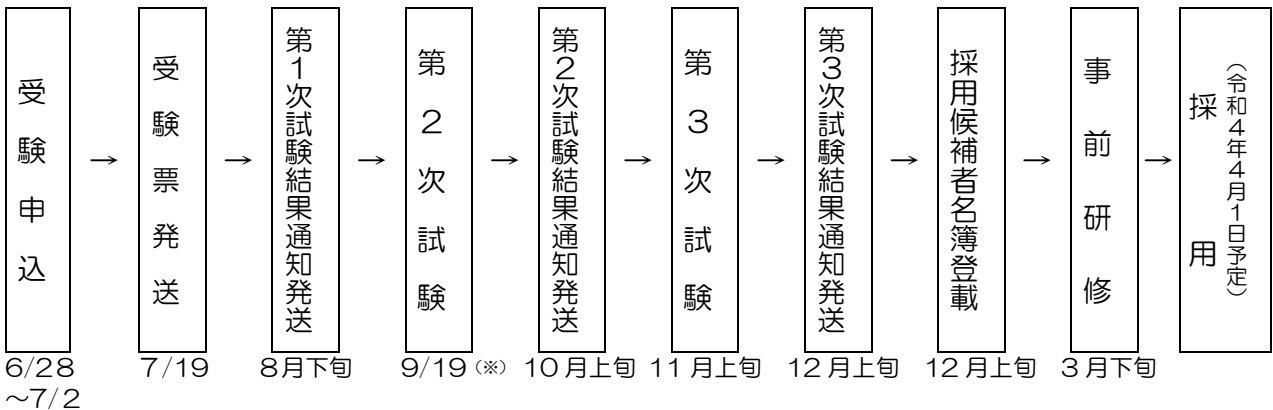 受験申込
→
受験票発送
→
第1次試験結果通知発送
→
第2次試験
→
第2次試験結果通知発送
→
第3次試験
→
第3次試験結果通知発送
→
採用候補者名簿登載
→
事前研修
→
採用
（令和4年4月1日予定）
6/28
～7/2
7/19
8月下旬
9/19（※）
10月上旬
11月上旬
12月上旬
12月上旬
3月下旬